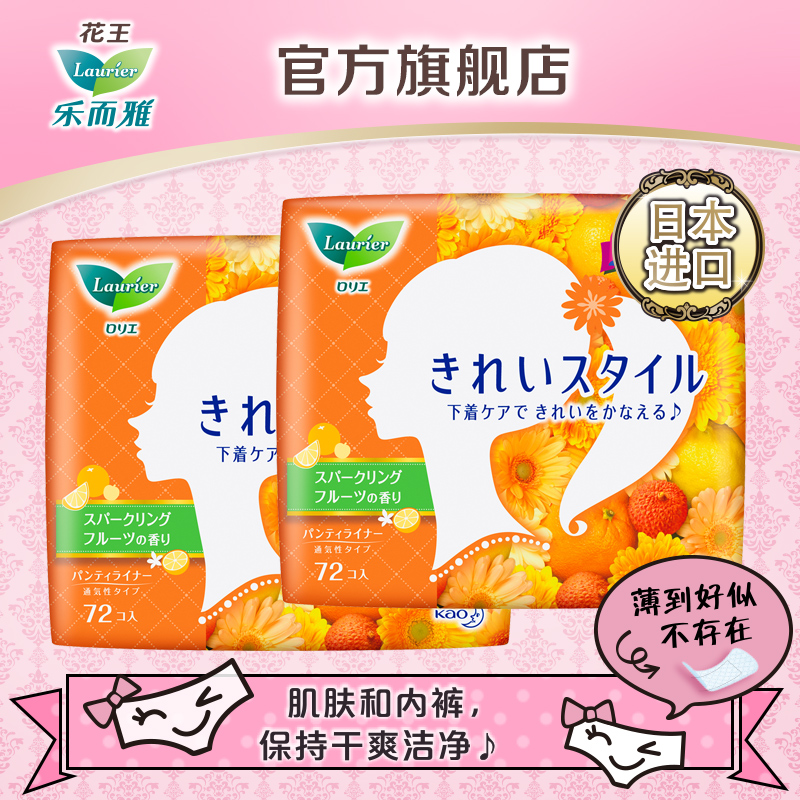 花王
Laurier
乐而雅
官方旗舰店
日本
进口
Laurier
ロリエ
きれいスタイル
下着ケアで きれいをかなえる♪
スパークリング
フルーツの香り
パンティライナー
通気性タイプ
72コ入
Laurier
ロリエ
きれ
下着ケア
スパークリング
フルーツの香り
パンティライナー
通気性タイプ
72コ入
kao
薄到好似
不存在
肌肤和内裤，
保持干爽洁净♪